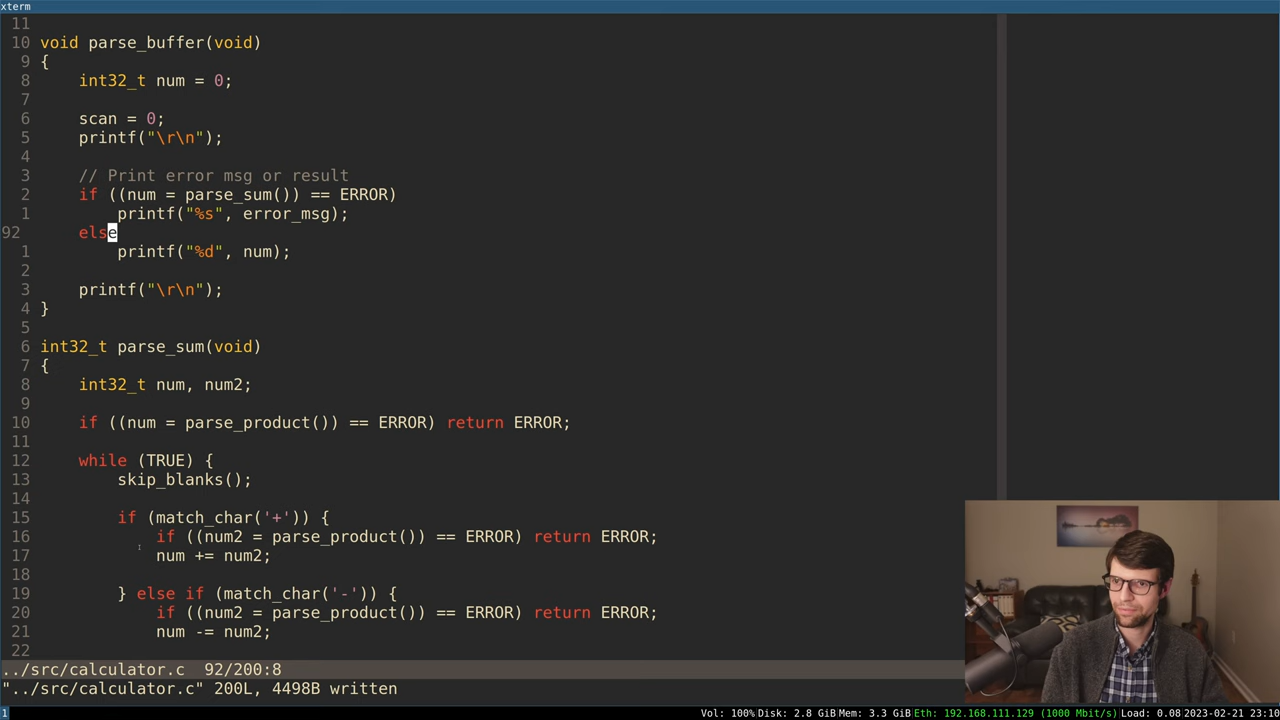 xterm
11
10 void parse_buffer(void)
9 {
8     int32_t num = 0;
7
6     scan = 0;
5     printf("\r\n");
4
3     // Print error msg or result
2     if ((num = parse_sum()) == ERROR)
1         printf("%s", error_msg);
92     else
1         printf("%d", num);
2
3     printf("\r\n");
4 }
5
6 int32_t parse_sum(void)
7 {
8     int32_t num, num2;
9
10     if ((num = parse_product()) == ERROR) return ERROR;
11
12     while (TRUE) {
13         skip_blanks();
14
15         if (match_char('+')) {
16             if ((num2 = parse_product()) == ERROR) return ERROR;
17             num += num2;
18
19         } else if (match_char('-')) {
20             if ((num2 = parse_product()) == ERROR) return ERROR;
21             num -= num2;
22
../src/calculator.c  92/200:8
"../src/calculator.c" 200L, 4498B written
1 Vol: 100% Disk: 2.8 GiB Mem: 3.3 GiB Eth: 192.168.111.129 (1000 Mbit/s) Load: 0.08 2023-02-21 23:10